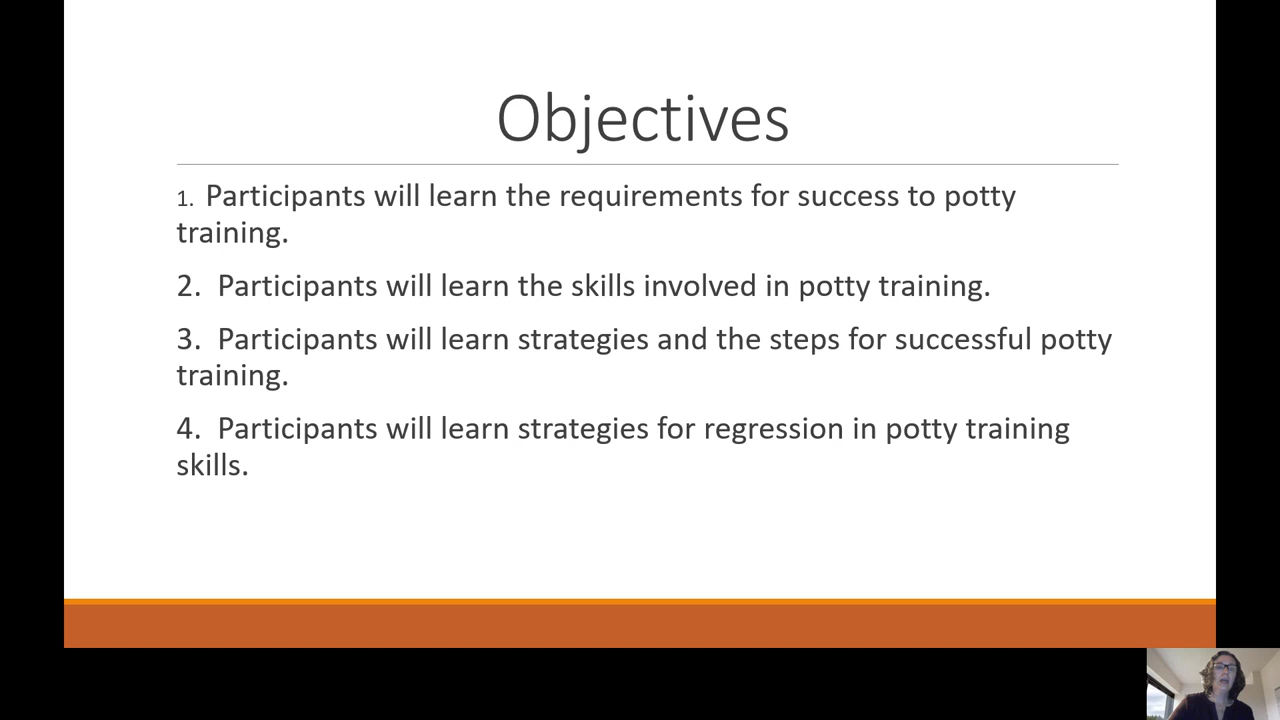 Objectives
1. Participants will learn the requirements for success to potty
training.
2. Participants will learn the skills involved in potty training.
3. Participants will learn strategies and the steps for successful potty
training.
4. Participants will learn strategies for regression in potty training
skills.